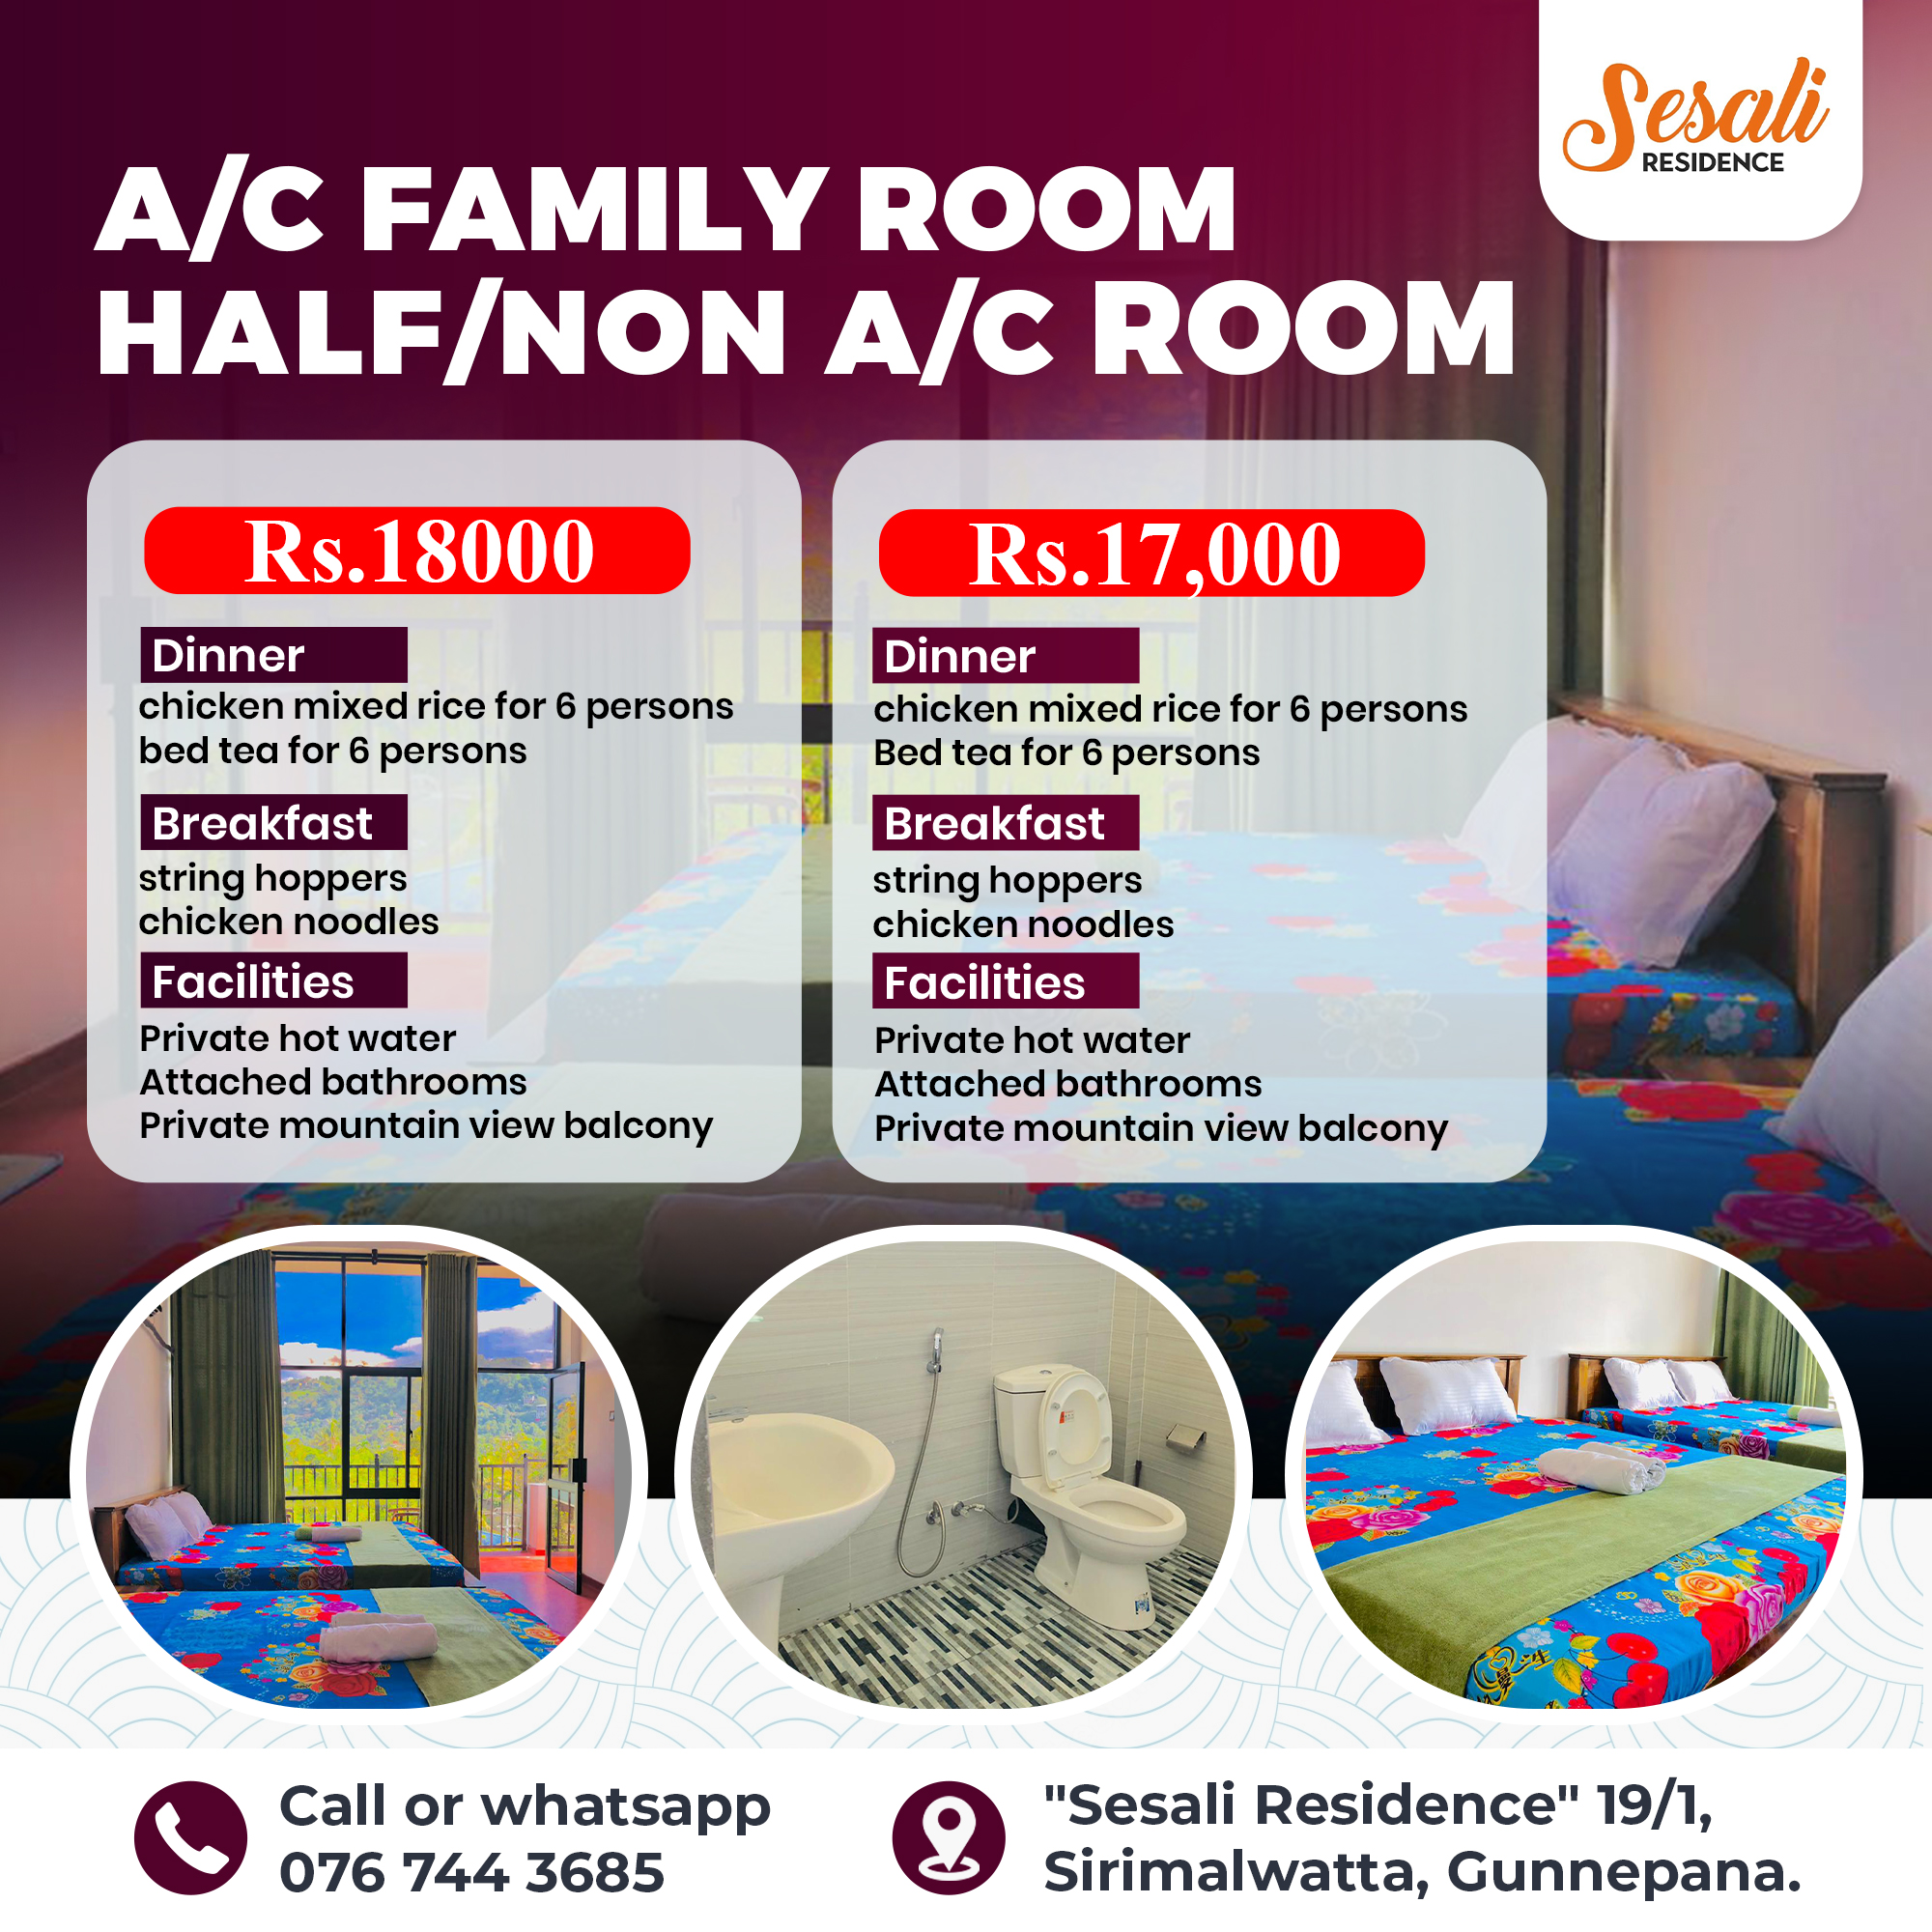 Sesali
RESIDENCE
A/C FAMILY ROOM
HALF/NON A/C ROOM
Rs.18000
Dinner
chicken mixed rice for 6 persons
bed tea for 6 persons
Breakfast
string hoppers
chicken noodles
Facilities
Private hot water
Attached bathrooms
Private mountain view balcony
Rs.17,000
Dinner
chicken mixed rice for 6 persons
Bed tea for 6 persons
Breakfast
string hoppers
chicken noodles
Facilities
Private hot water
Attached bathrooms
Private mountain view balcony
Call or whatsapp
076 744 3685
"Sesali Residence" 19/1,
Sirimalwatta, Gunnepana.